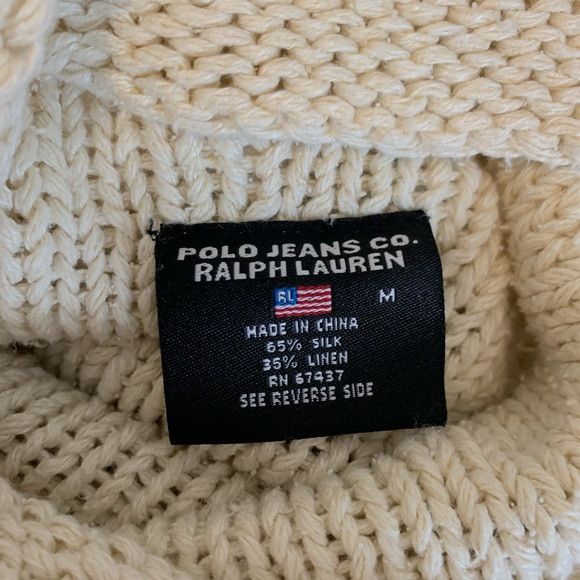 POLO JEANS CO.
RALPH LAUREN
RL M
MADE IN CHINA
65% SILK
35% LINEN
RN 67437
SEE REVERSE SIDE